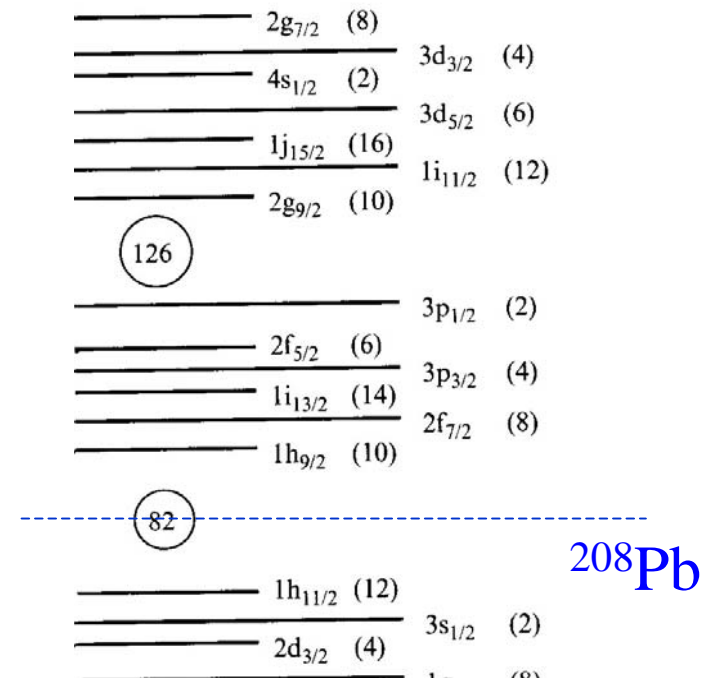 2g7/2 (8)
3d3/2 (4)
4s1/2 (2)
3d5/2 (6)
1j15/2 (16)
1i11/2 (12)
2g9/2 (10)
126
3p1/2 (2)
2f5/2 (6)
3p3/2 (4)
1i13/2 (14)
2f7/2 (8)
1h9/2 (10)
82
208Pb
1h11/2 (12)
3s1/2 (2)
2d3/2 (4)
(8)